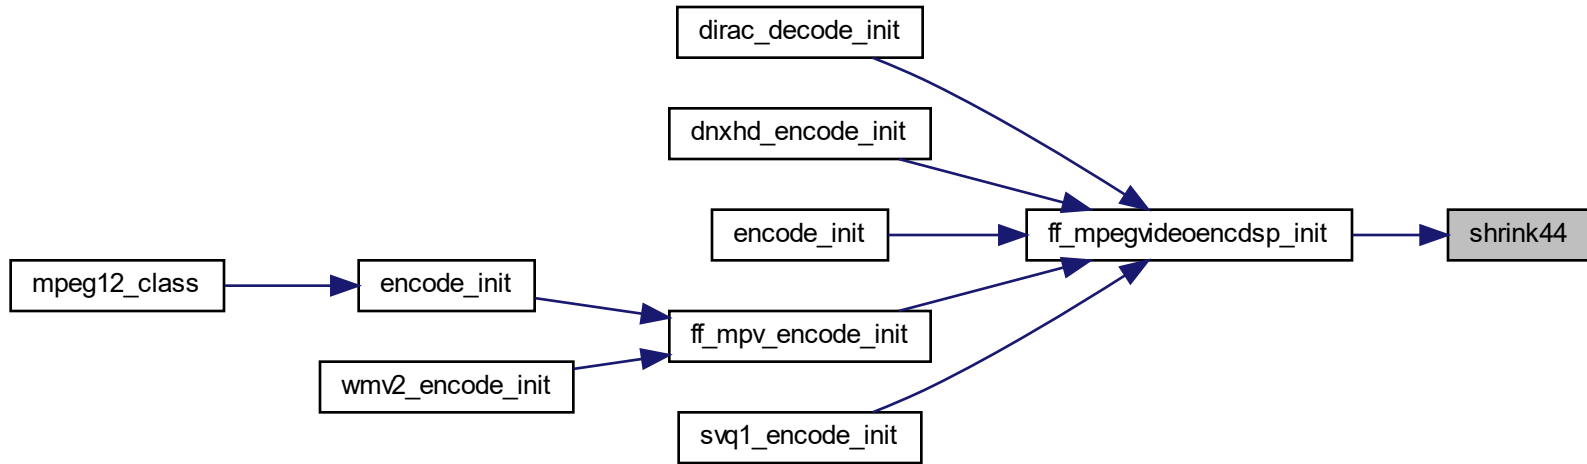 dirac_decode_init
dnxhd_encode_init
encode_init
ff_mpegvideoencdsp_init
shrink44
mpeg12_class
encode_init
ff_mpv_encode_init
wmv2_encode_init
svq1_encode_init